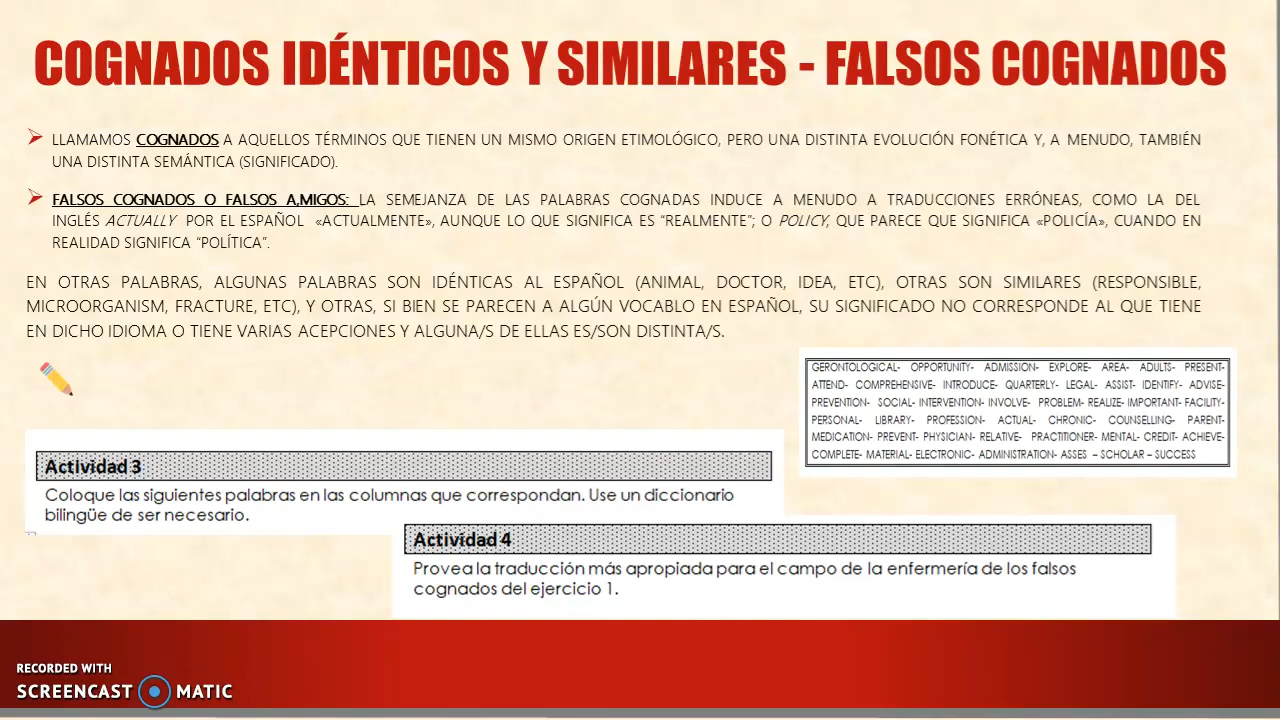 COGNADOS IDÉNTICOS Y SIMILARES - FALSOS COGNADOS
LLAMAMOS COGNADOS A AQUELLOS TÉRMINOS QUE TIENEN UN MISMO ORIGEN ETIMOLÓGICO, PERO UNA DISTINTA EVOLUCIÓN FONÉTICA Y, A MENUDO, TAMBIÉN
UNA DISTINTA SEMÁNTICA (SIGNIFICADO).
FALSOS COGNADOS O FALSOS A,MIGOS: LA SEMEJANZA DE LAS PALABRAS COGNADAS INDUCE A MENUDO A TRADUCCIONES ERRÓNEAS, COMO LA DEL
INGLÉS ACTUALLY POR EL ESPAÑOL «ACTUALMENTE», AUNQUE LO QUE SIGNIFICA ES "REALMENTE"; O POLICY, QUE PARECE QUE SIGNIFICA «POLICÍA», CUANDO EN
REALIDAD SIGNIFICA "POLÍTICA".
EN OTRAS PALABRAS, ALGUNAS PALABRAS SON IDÉNTICAS AL ESPAÑOL (ANIMAL, DOCTOR, IDEA, ETC), OTRAS SON SIMILARES (RESPONSIBLE,
MICROORGANISM, FRACTURE, ETC), Y OTRAS, SI BIEN SE PARECEN A ALGÚN VOCABLO EN ESPAÑOL, SU SIGNIFICADO NO CORRESPONDE AL QUE TIENE
EN DICHO IDIOMA O TIENE VARIAS ACEPCIONES Y ALGUNA/S DE ELLAS ES/SON DISTINTA/S.
GERONTOLOGICAL- OPPORTUNITY- ADMISSION- EXPLORE- AREA- ADULTS- PRESENT-
ATTEND- COMPREHENSIVE- INTRODUCE- QUARTERLY- LEGAL- ASSIST- IDENTIFY- ADVISE-
PREVENTION- SOCIAL- INTERVENTION- INVOLVE- PROBLEM- REALIZE- IMPORTANT- FACILITY-
PERSONAL- LIBRARY- PROFESSION- ACTUAL- CHRONIC- COUNSELLING- PARENT-
MEDICATION- PREVENT- PHYSICIAN- RELATIVE- PRACTITIONER- MENTAL- CREDIT- ACHIEVE-
COMPLETE- MATERIAL- ELECTRONIC- ADMINISTRATION- ASSES – SCHOLAR – SUCCESS
Actividad 3
Coloque las siguientes palabras en las columnas que correspondan. Use un diccionario
bilingüe de ser necesario.
Actividad 4
Provea la traducción más apropiada para el campo de la enfermería de los falsos
cognados del ejercicio 1.
RECORDED WITH
SCREENCAST MATIC